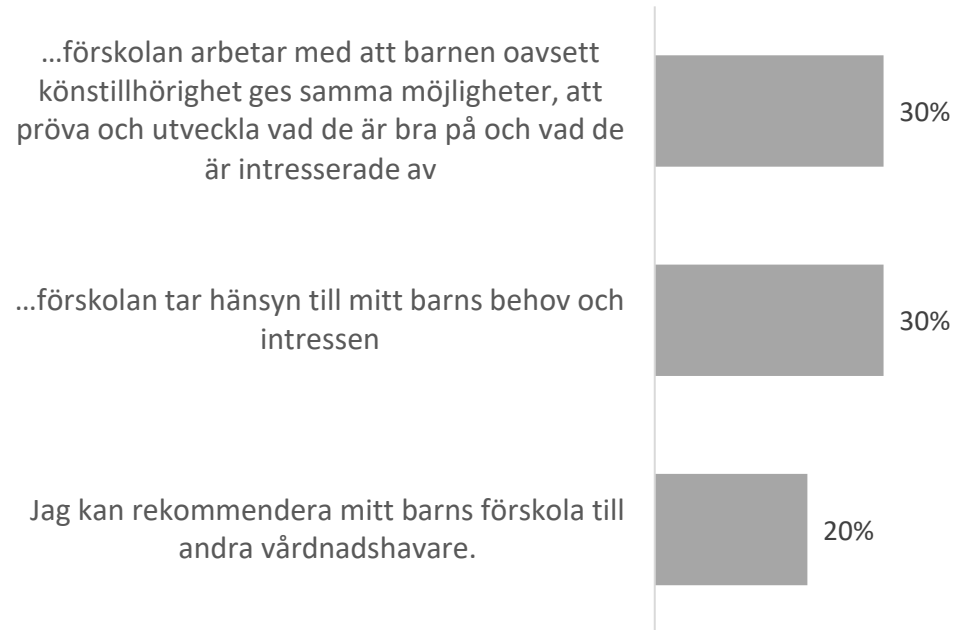 …förskolan arbetar med att barnen oavsett
könstillhörighet ges samma möjligheter, att
pröva och utveckla vad de är bra på och vad de
är intresserade av
30%
…förskolan tar hänsyn till mitt barns behov och
intressen
30%
Jag kan rekommendera mitt barns förskola till
andra vårdnadshavare.
20%